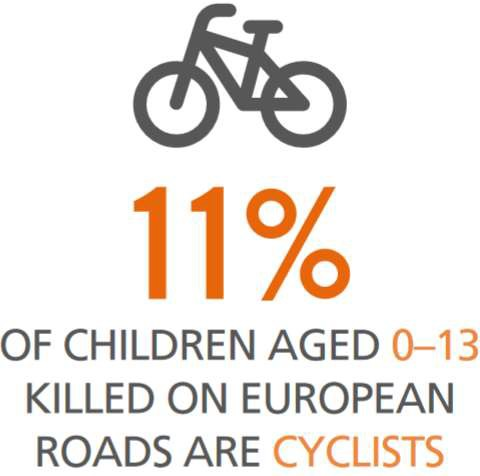 11%
OF CHILDREN AGED 0–13
KILLED ON EUROPEAN
ROADS ARE CYCLISTS